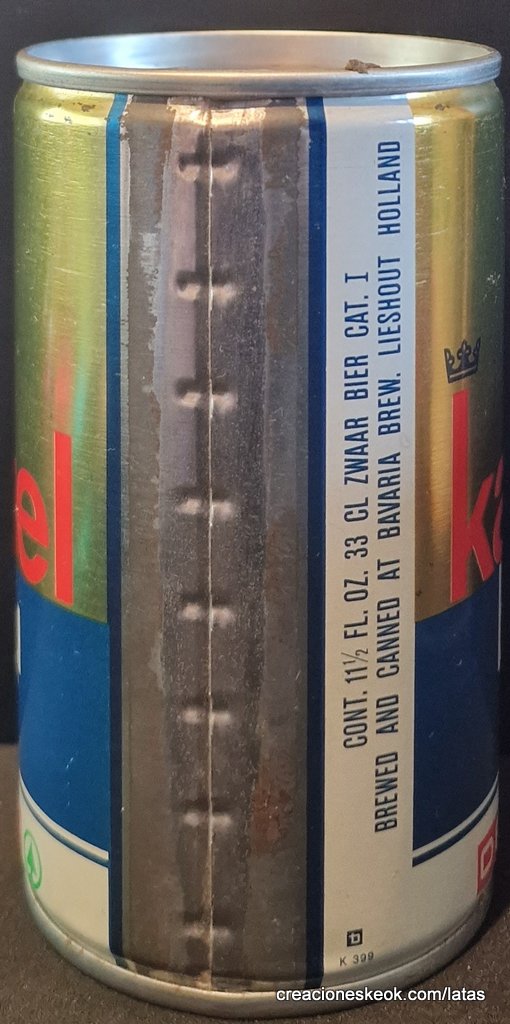 CONT. 11½ FL. OZ. 33 CL ZWAAR BIER CAT. I
BREWED AND CANNED AT BAVARIA BREW. LIESHOUT HOLLAND
el
k
K 399
creacioneskeok.com/latas